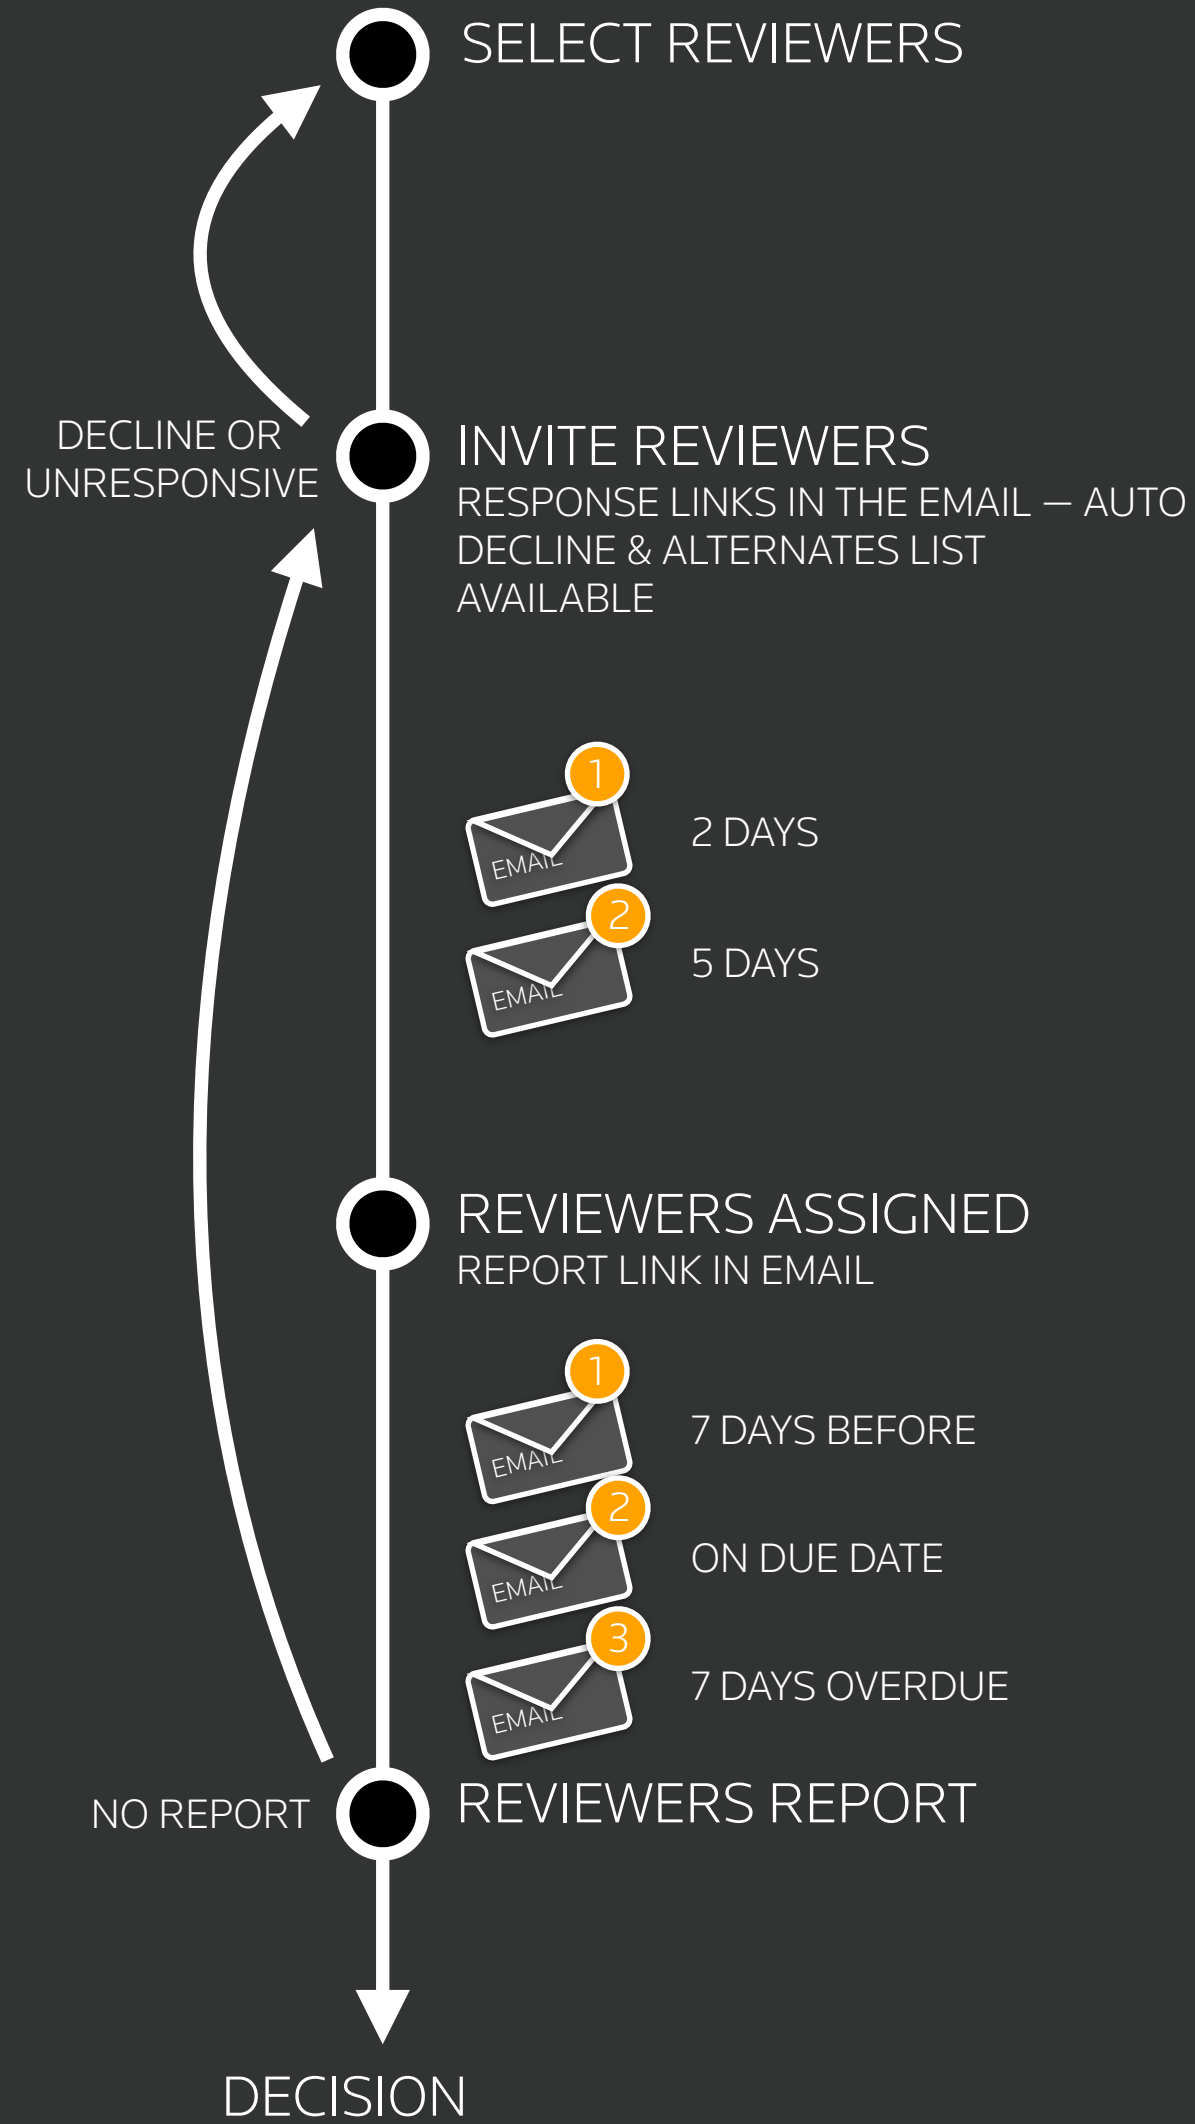 SELECT REVIEWERS
DECLINE OR
UNRESPONSIVE
INVITE REVIEWERS
RESPONSE LINKS IN THE EMAIL – AUTO
DECLINE & ALTERNATES LIST
AVAILABLE
1
EMAIL
2 DAYS
2
EMAIL
5 DAYS
REVIEWERS ASSIGNED
REPORT LINK IN EMAIL
1
EMAIL
7 DAYS BEFORE
2
EMAIL
ON DUE DATE
3
EMAIL
7 DAYS OVERDUE
NO REPORT
REVIEWERS REPORT
DECISION